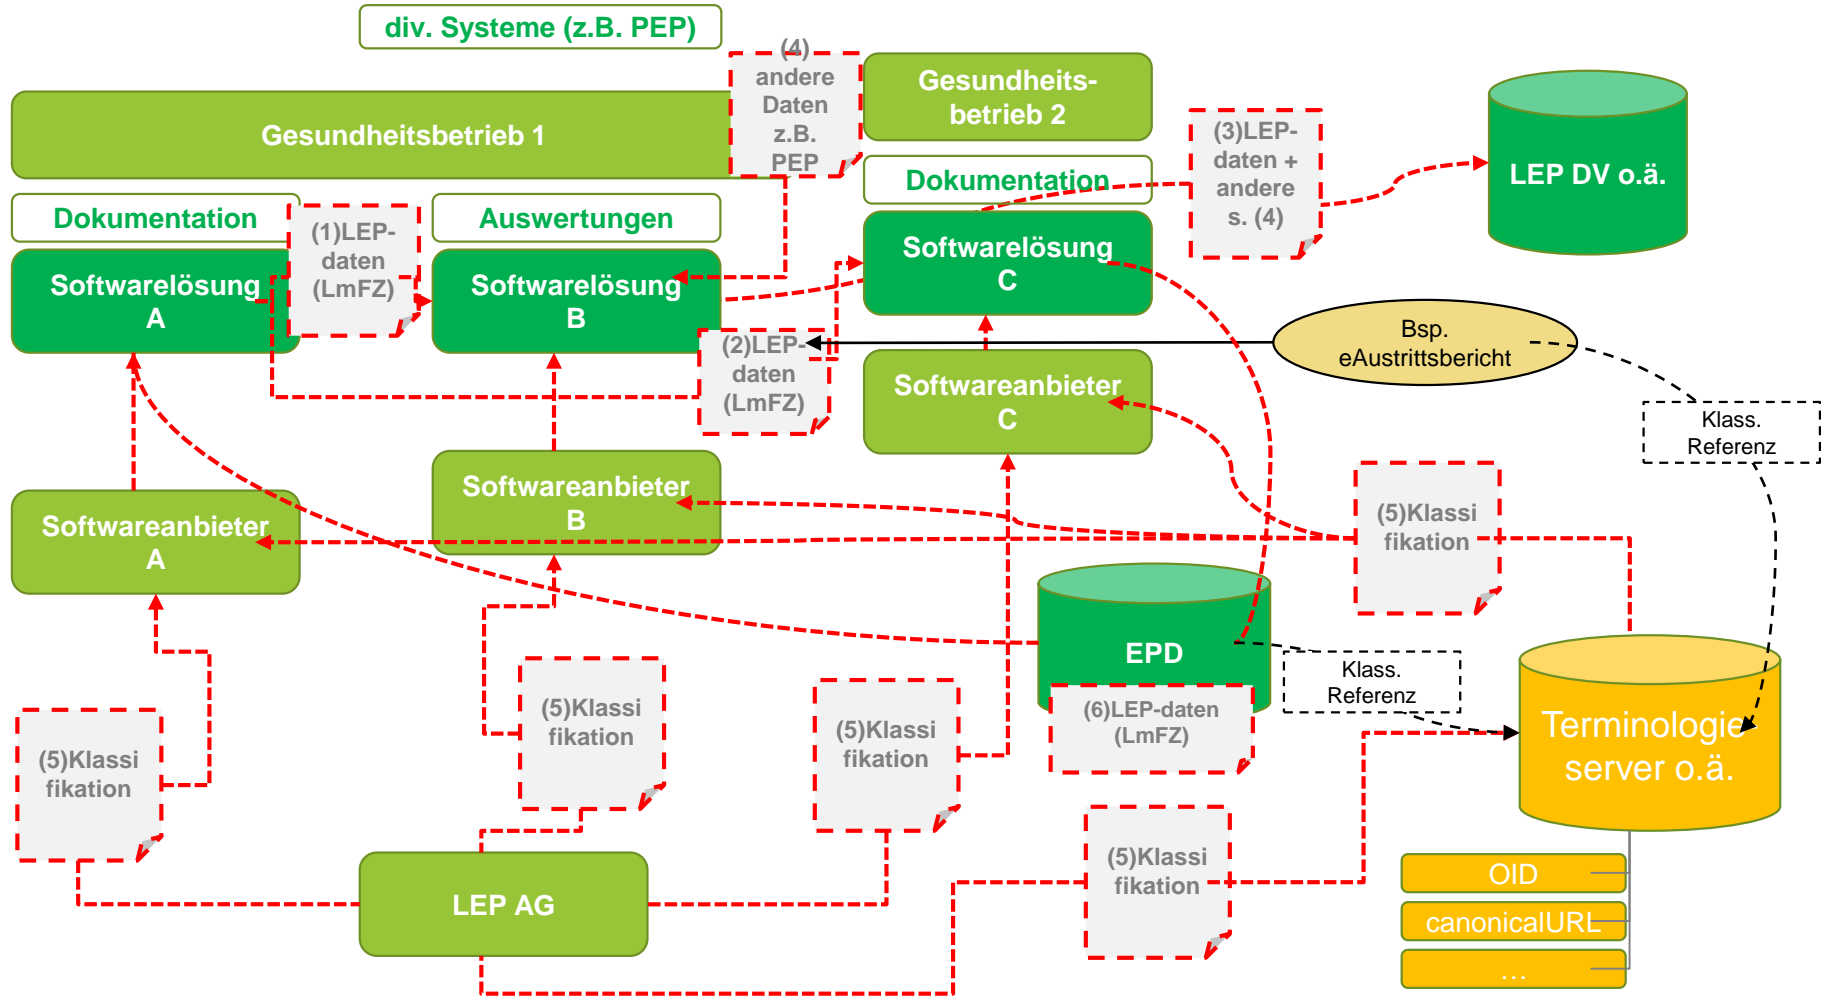 div. Systeme (z.B. PEP)
(4)
andere
Daten
z.B.
PEP
Gesundheits-
betrieb 2
Gesundheitsbetrieb 1
(3)LEP-
daten +
andere
s. (4)
LEP DV o.ä.
Dokumentation
Dokumentation
(1)LEP-
daten
(LmFZ)
Auswertungen
Softwarelösung
A
Softwarelösung
B
Softwarelösung
C
(2)LEP-
daten
(LmFZ)
Bsp.
eAustrittsbericht
Softwareanbieter
C
Klass.
Referenz
Softwareanbieter
B
Softwareanbieter
A
(5)Klassi
fikation
EPD
Klass.
Referenz
(6)LEP-daten
(LmFZ)
Terminologie
server o.ä.
(5)Klassi
fikation
(5)Klassi
fikation
(5)Klassi
fikation
(5)Klassi
fikation
LEP AG
OID
canonicalURL
…